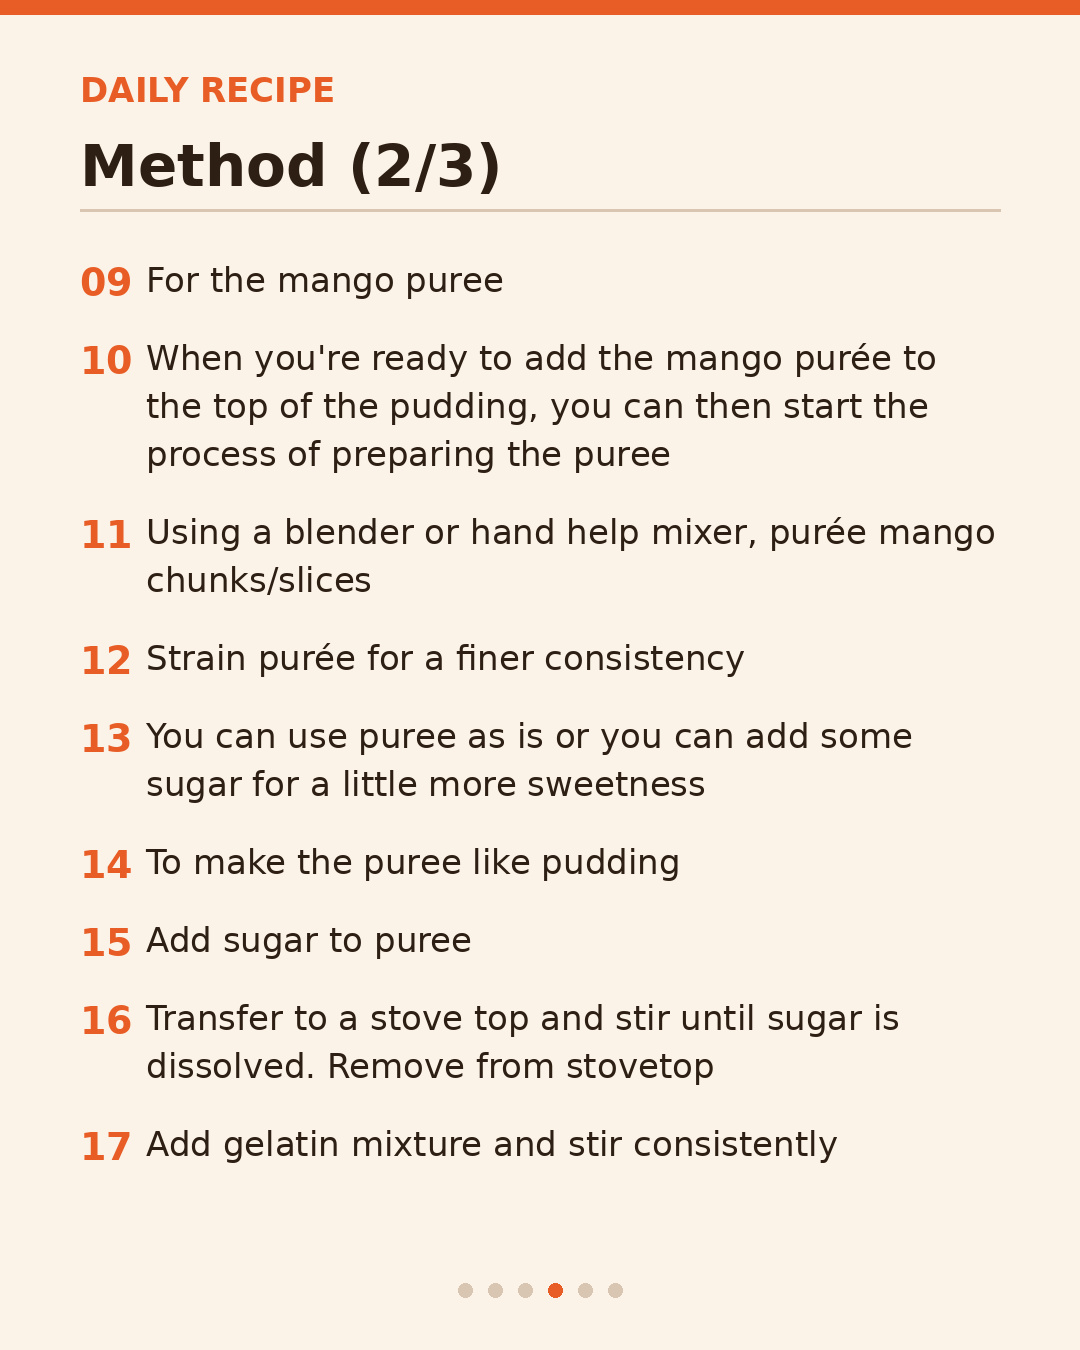 DAILY RECIPE
Method (2/3)
09 For the mango puree
10 When you're ready to add the mango purée to
the top of the pudding, you can then start the
process of preparing the puree
11 Using a blender or hand help mixer, purée mango
chunks/slices
12 Strain purée for a finer consistency
13 You can use puree as is or you can add some
sugar for a little more sweetness
14 To make the puree like pudding
15 Add sugar to puree
16 Transfer to a stove top and stir until sugar is
dissolved. Remove from stovetop
17 Add gelatin mixture and stir consistently